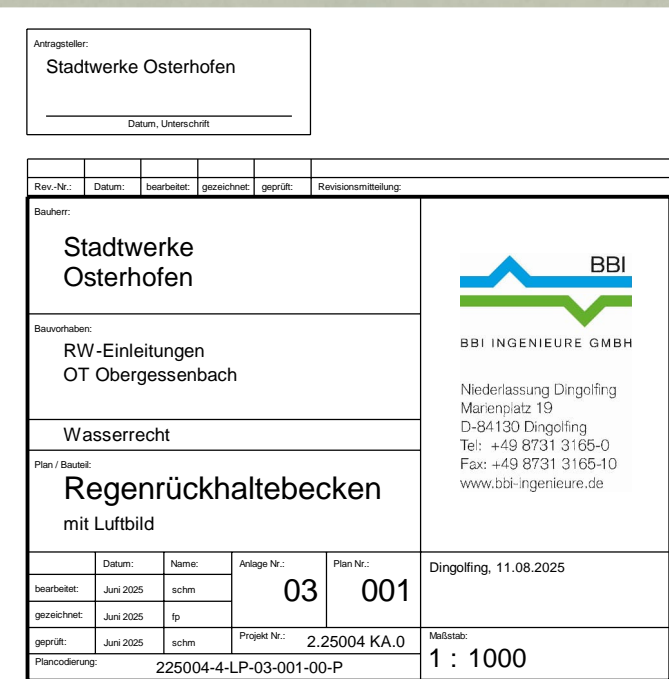 Antragsteller:
Stadtwerke Osterhofen
Datum, Unterschrift
Rev.-Nr.: Datum: bearbeitet: gezeichnet: geprüft: Revisionsmitteilung:
Bauherr:
Stadtwerke
Osterhofen
Bauvorhaben:
RW-Einleitungen
OT Obergessenbach
Wasserrecht
Plan / Bauteil:
Regenrückhaltebecken
mit Luftbild
BBI
BBI INGENIEURE GMBH
Niederlassung Dingolfing
Marienplatz 19
D-84130 Dingolfing
Tel: +49 8731 3165-0
Fax: +49 8731 3165-10
www.bbi-ingenieure.de
Datum: Name: Anlage Nr.: Plan Nr.:
bearbeitet: Juni 2025 schm 03 001
gezeichnet: Juni 2025 fp
geprüft: Juni 2025 schm Projekt Nr.: 2.25004 KA.0
Plancodierung: 225004-4-LP-03-001-00-P
Dingolfing, 11.08.2025
Maßstab:
1 : 1000